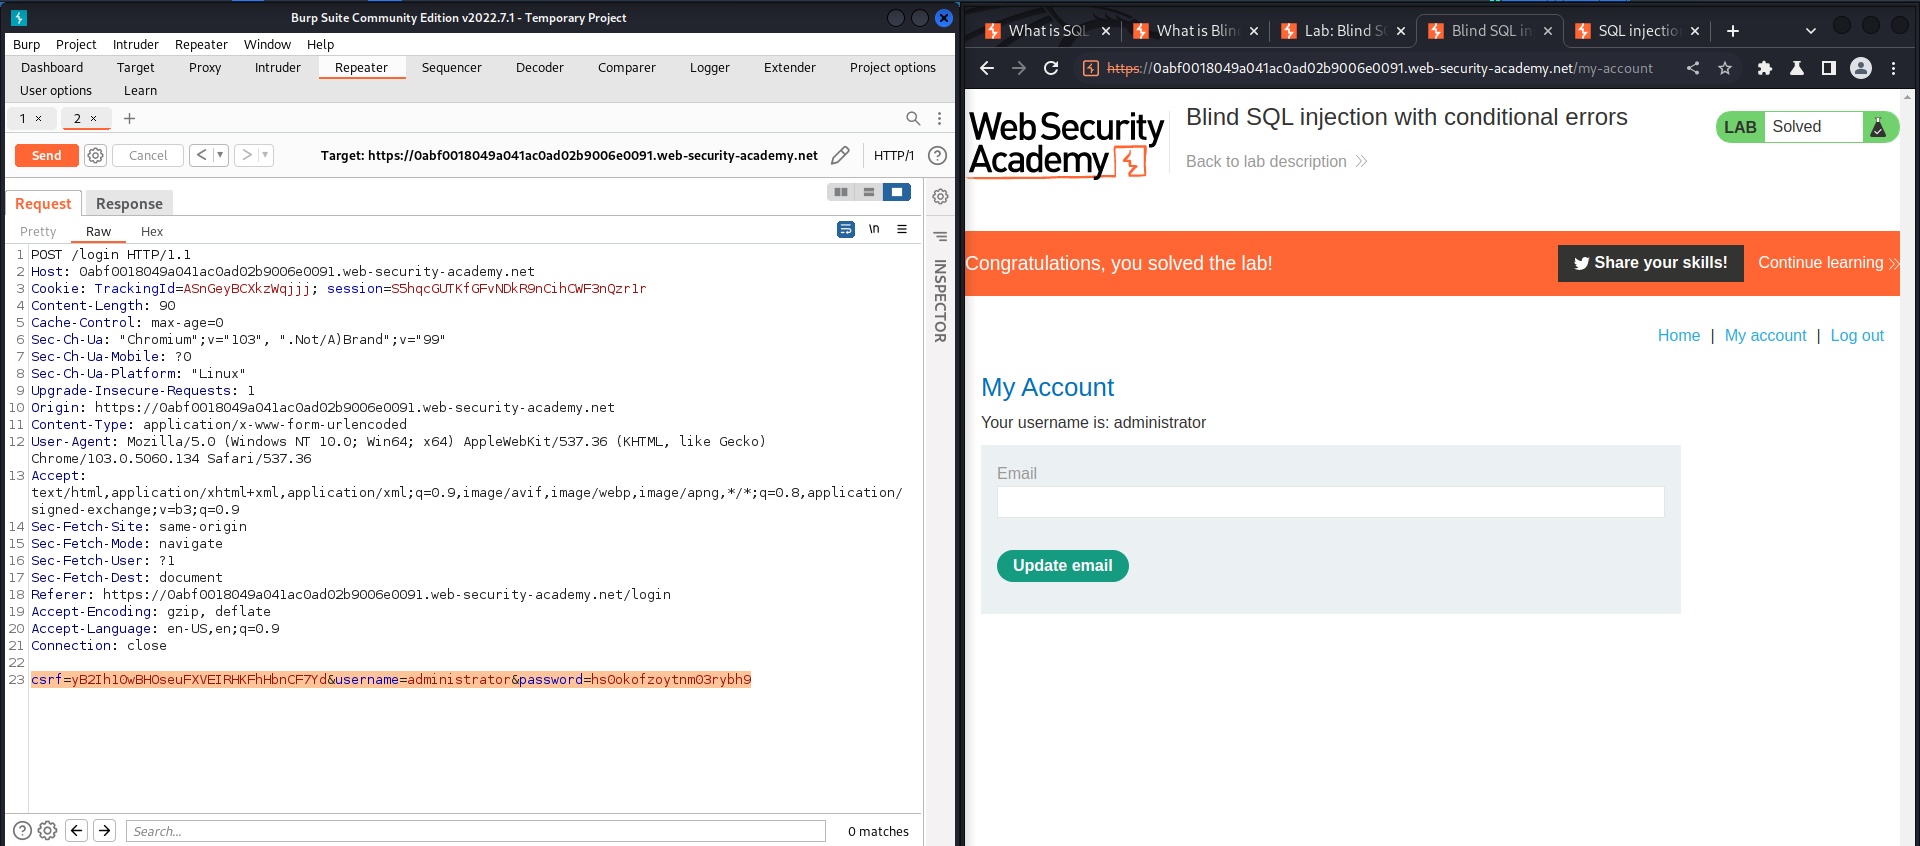 Burp Suite Community Edition v2022.7.1 - Temporary Project
Burp Project Intruder Repeater Window Help
Dashboard Target Proxy Intruder Repeater Sequencer Decoder Comparer Logger Extender Project options
User options Learn
1 × 2 × +
Send Cancel < > Target: https://0abf0018049a041ac0ad02b9006e0091.web-security-academy.net HTTP/1 ?
Request Response
Pretty Raw Hex \n
INSPECTOR
1 POST /login HTTP/1.1
2 Host: 0abf0018049a041ac0ad02b9006e0091.web-security-academy.net
3 Cookie: TrackingId=ASnGeyBCXkzWqjjj; session=S5hqcGUTKfGFvNDkR9nCihCWF3nQzr1r
4 Content-Length: 90
5 Cache-Control: max-age=0
6 Sec-Ch-Ua: "Chromium";v="103", ".Not/A)Brand";v="99"
7 Sec-Ch-Ua-Mobile: ?0
8 Sec-Ch-Ua-Platform: "Linux"
9 Upgrade-Insecure-Requests: 1
10 Origin: https://0abf0018049a041ac0ad02b9006e0091.web-security-academy.net
11 Content-Type: application/x-www-form-urlencoded
12 User-Agent: Mozilla/5.0 (Windows NT 10.0; Win64; x64) AppleWebKit/537.36 (KHTML, like Gecko)
Chrome/103.0.5060.134 Safari/537.36
13 Accept:
text/html,application/xhtml+xml,application/xml;q=0.9,image/avif,image/webp,image/apng,*/*;q=0.8,application/
signed-exchange;v=b3;q=0.9
14 Sec-Fetch-Site: same-origin
15 Sec-Fetch-Mode: navigate
16 Sec-Fetch-User: ?1
17 Sec-Fetch-Dest: document
18 Referer: https://0abf0018049a041ac0ad02b9006e0091.web-security-academy.net/login
19 Accept-Encoding: gzip, deflate
20 Accept-Language: en-US,en;q=0.9
21 Connection: close
22
23 csrf=yB2Ih10wBHOseuFXVEIRHKFhHbnCF7Yd&username=administrator&password=hs0okofzoytnm03rybh9
? Search... 0 matches
What is SQL × What is Blin × Lab: Blind S × Blind SQL in × SQL injectio × +
https://0abf0018049a041ac0ad02b9006e0091.web-security-academy.net/my-account
Web Security
Academy
Blind SQL injection with conditional errors
Back to lab description
LAB Solved
Congratulations, you solved the lab!
Share your skills! Continue learning
Home | My account | Log out
My Account
Your username is: administrator
Email
Update email